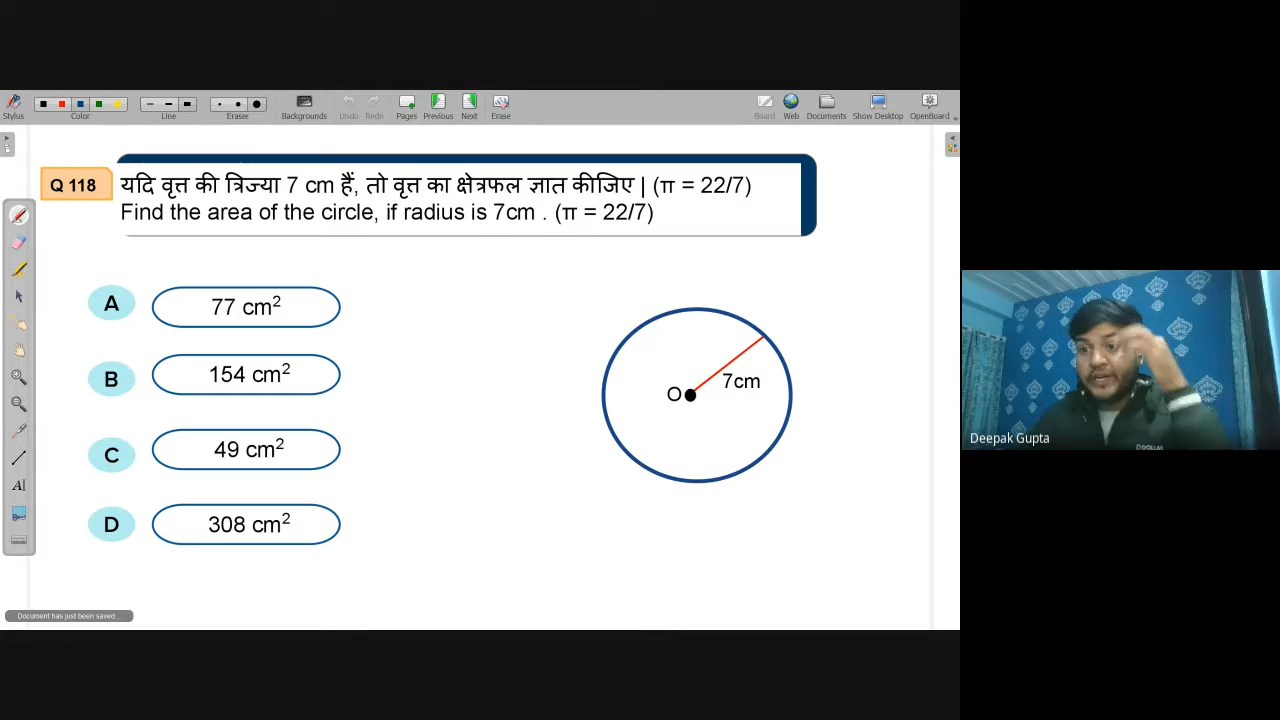 Stylus
Color
Line
Eraser
Backgrounds
Undo
Redo
Pages
Previous
Next
Erase
Board
Web
Documents
Show Desktop
OpenBoard
Q 118
यदि वृत्त की त्रिज्या 7 cm हैं, तो वृत्त का क्षेत्रफल ज्ञात कीजिए | (π = 22/7)
Find the area of the circle, if radius is 7cm . (π = 22/7)
A
77 cm²
B
154 cm²
C
49 cm²
D
308 cm²
O
7cm
AI
Deepak Gupta
Document has just been saved...